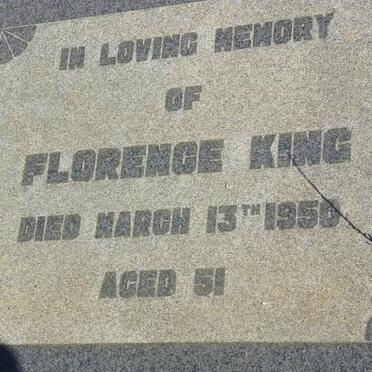 IN LOVING MEMORY
OF
FLORENCE KING
DIED MARCH 13TH 1950
AGED 51